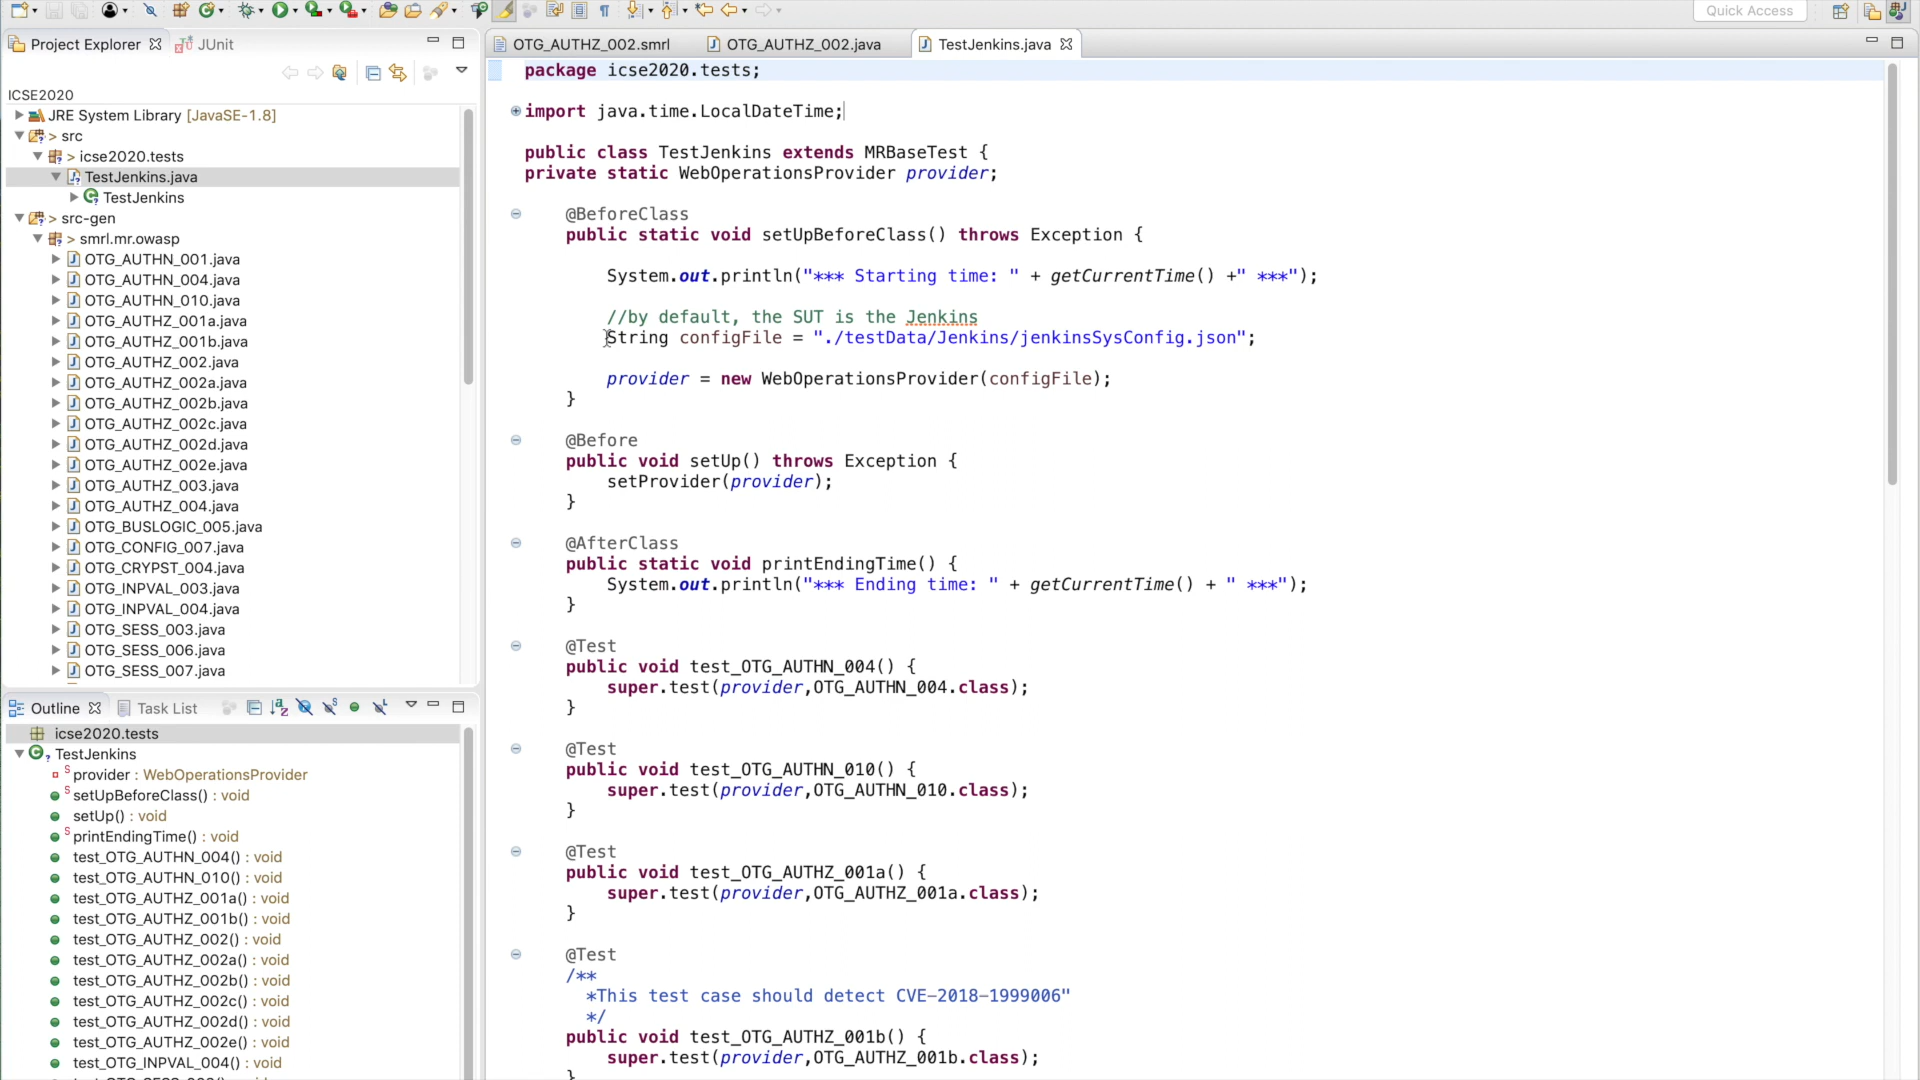 Quick Access
Project Explorer
JUnit
ICSE2020
JRE System Library [JavaSE-1.8]
> src
> icse2020.tests
TestJenkins.java
TestJenkins
> src-gen
> smrl.mr.owasp
OTG_AUTHN_001.java
OTG_AUTHN_004.java
OTG_AUTHN_010.java
OTG_AUTHZ_001a.java
OTG_AUTHZ_001b.java
OTG_AUTHZ_002.java
OTG_AUTHZ_002a.java
OTG_AUTHZ_002b.java
OTG_AUTHZ_002c.java
OTG_AUTHZ_002d.java
OTG_AUTHZ_002e.java
OTG_AUTHZ_003.java
OTG_AUTHZ_004.java
OTG_BUSLOGIC_005.java
OTG_CONFIG_007.java
OTG_CRYPST_004.java
OTG_INPVAL_003.java
OTG_INPVAL_004.java
OTG_SESS_003.java
OTG_SESS_006.java
OTG_SESS_007.java
Outline
Task List
icse2020.tests
TestJenkins
provider : WebOperationsProvider
setUpBeforeClass() : void
setUp() : void
printEndingTime() : void
test_OTG_AUTHN_004() : void
test_OTG_AUTHN_010() : void
test_OTG_AUTHZ_001a() : void
test_OTG_AUTHZ_001b() : void
test_OTG_AUTHZ_002() : void
test_OTG_AUTHZ_002a() : void
test_OTG_AUTHZ_002b() : void
test_OTG_AUTHZ_002c() : void
test_OTG_AUTHZ_002d() : void
test_OTG_AUTHZ_002e() : void
test_OTG_INPVAL_004() : void
OTG_AUTHZ_002.smrl
OTG_AUTHZ_002.java
TestJenkins.java
package icse2020.tests;
import java.time.LocalDateTime;
public class TestJenkins extends MRBaseTest {
private static WebOperationsProvider provider;
@BeforeClass
public static void setUpBeforeClass() throws Exception {
System.out.println("*** Starting time: " + getCurrentTime() +" ***");
//by default, the SUT is the Jenkins
String configFile = "./testData/Jenkins/jenkinsSysConfig.json";
provider = new WebOperationsProvider(configFile);
}
@Before
public void setUp() throws Exception {
setProvider(provider);
}
@AfterClass
public static void printEndingTime() {
System.out.println("*** Ending time: " + getCurrentTime() + " ***");
}
@Test
public void test_OTG_AUTHN_004() {
super.test(provider,OTG_AUTHN_004.class);
}
@Test
public void test_OTG_AUTHN_010() {
super.test(provider,OTG_AUTHN_010.class);
}
@Test
public void test_OTG_AUTHZ_001a() {
super.test(provider,OTG_AUTHZ_001a.class);
}
@Test
/**
*This test case should detect CVE-2018-1999006"
*/
public void test_OTG_AUTHZ_001b() {
super.test(provider,OTG_AUTHZ_001b.class);
}